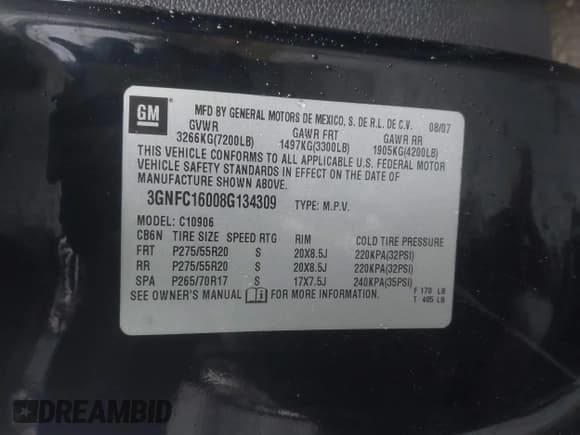 GM ®
MFD BY GENERAL MOTORS DE MEXICO, S. DE R.L. DE C.V. 08/07
GVWR GAWR FRT GAWR RR
3266KG(7200LB) 1497KG(3300LB) 1905KG(4200LB)
THIS VEHICLE CONFORMS TO ALL APPLICABLE U.S. FEDERAL MOTOR
VEHICLE SAFETY STANDARDS IN EFFECT ON THE DATE OF
MANUFACTURE SHOWN ABOVE.
3GNFC16008G134309 TYPE: M.P.V.
MODEL: C10906
CB6N TIRE SIZE SPEED RTG RIM COLD TIRE PRESSURE
FRT P275/55R20 S 20X8.5J 220KPA(32PSI)
RR P275/55R20 S 20X8.5J 220KPA(32PSI)
SPA P265/70R17 S 17X7.5J 240KPA(35PSI)
SEE OWNER'S MANUAL FOR MORE INFORMATION.
F 170 LB
T 405 LB
DREAMBID